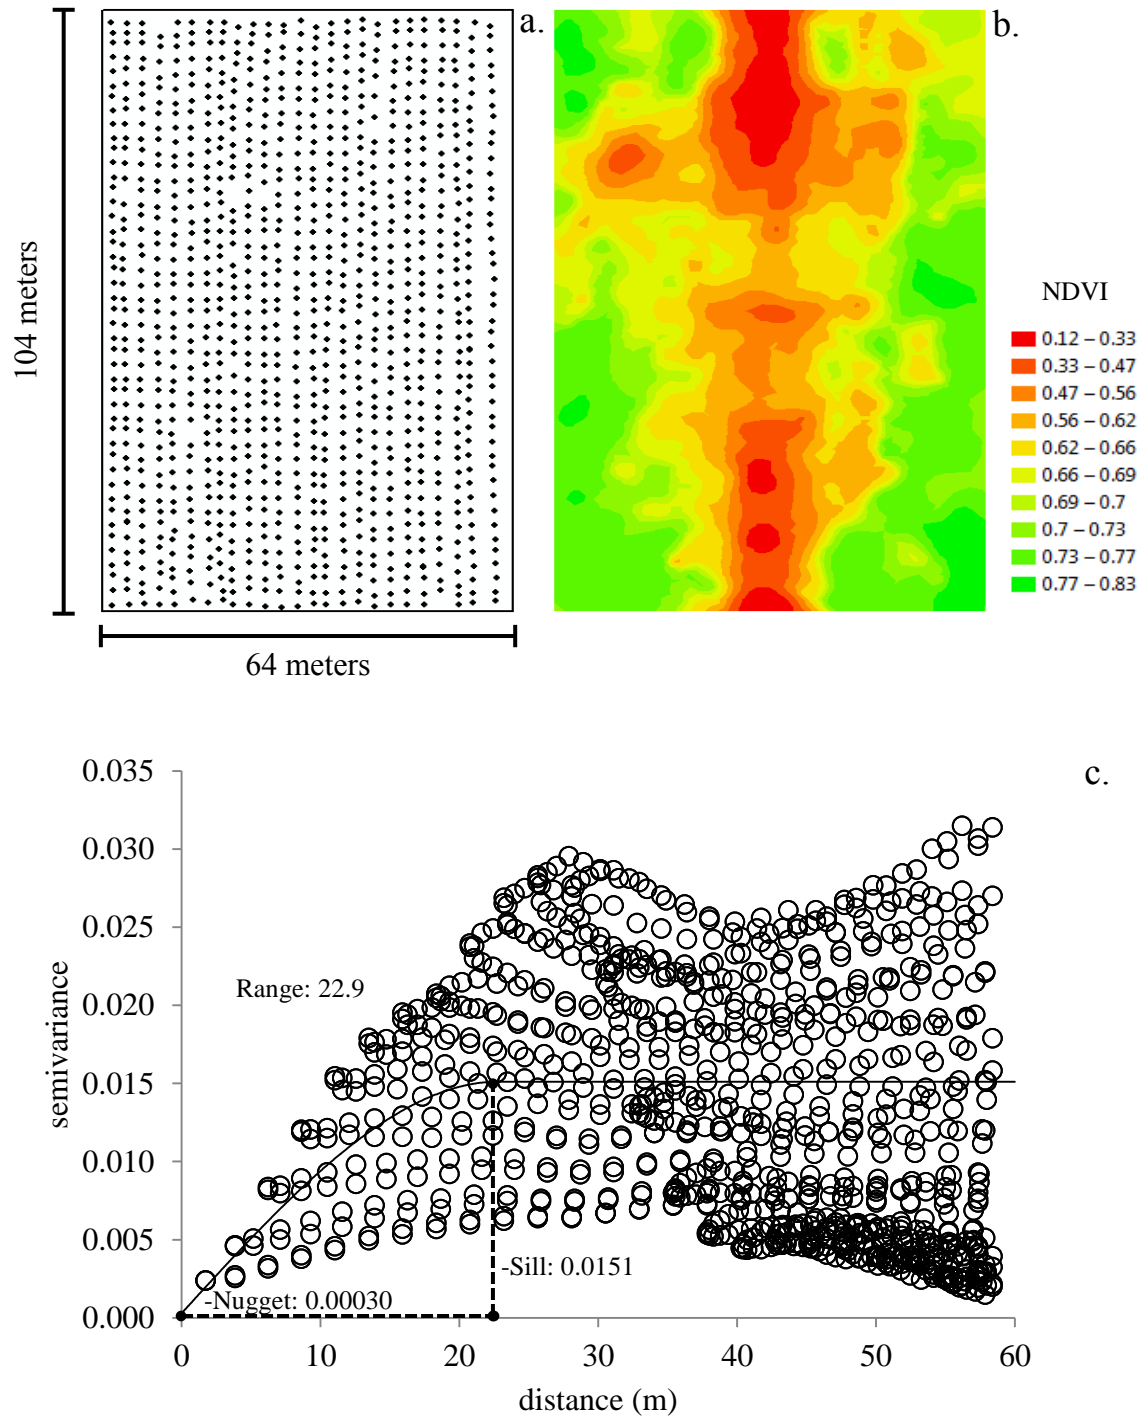 a.
b.
104 meters
64 meters
NDVI
0.12 – 0.33
0.33 – 0.47
0.47 – 0.56
0.56 – 0.62
0.62 – 0.66
0.66 – 0.69
0.69 – 0.7
0.7 – 0.73
0.73 – 0.77
0.77 – 0.83
c.
0.035
0.030
0.025
0.020
0.015
0.010
0.005
0.000
semivariance
Range: 22.9
-Sill: 0.0151
-Nugget: 0.00030
0 10 20 30 40 50 60
distance (m)